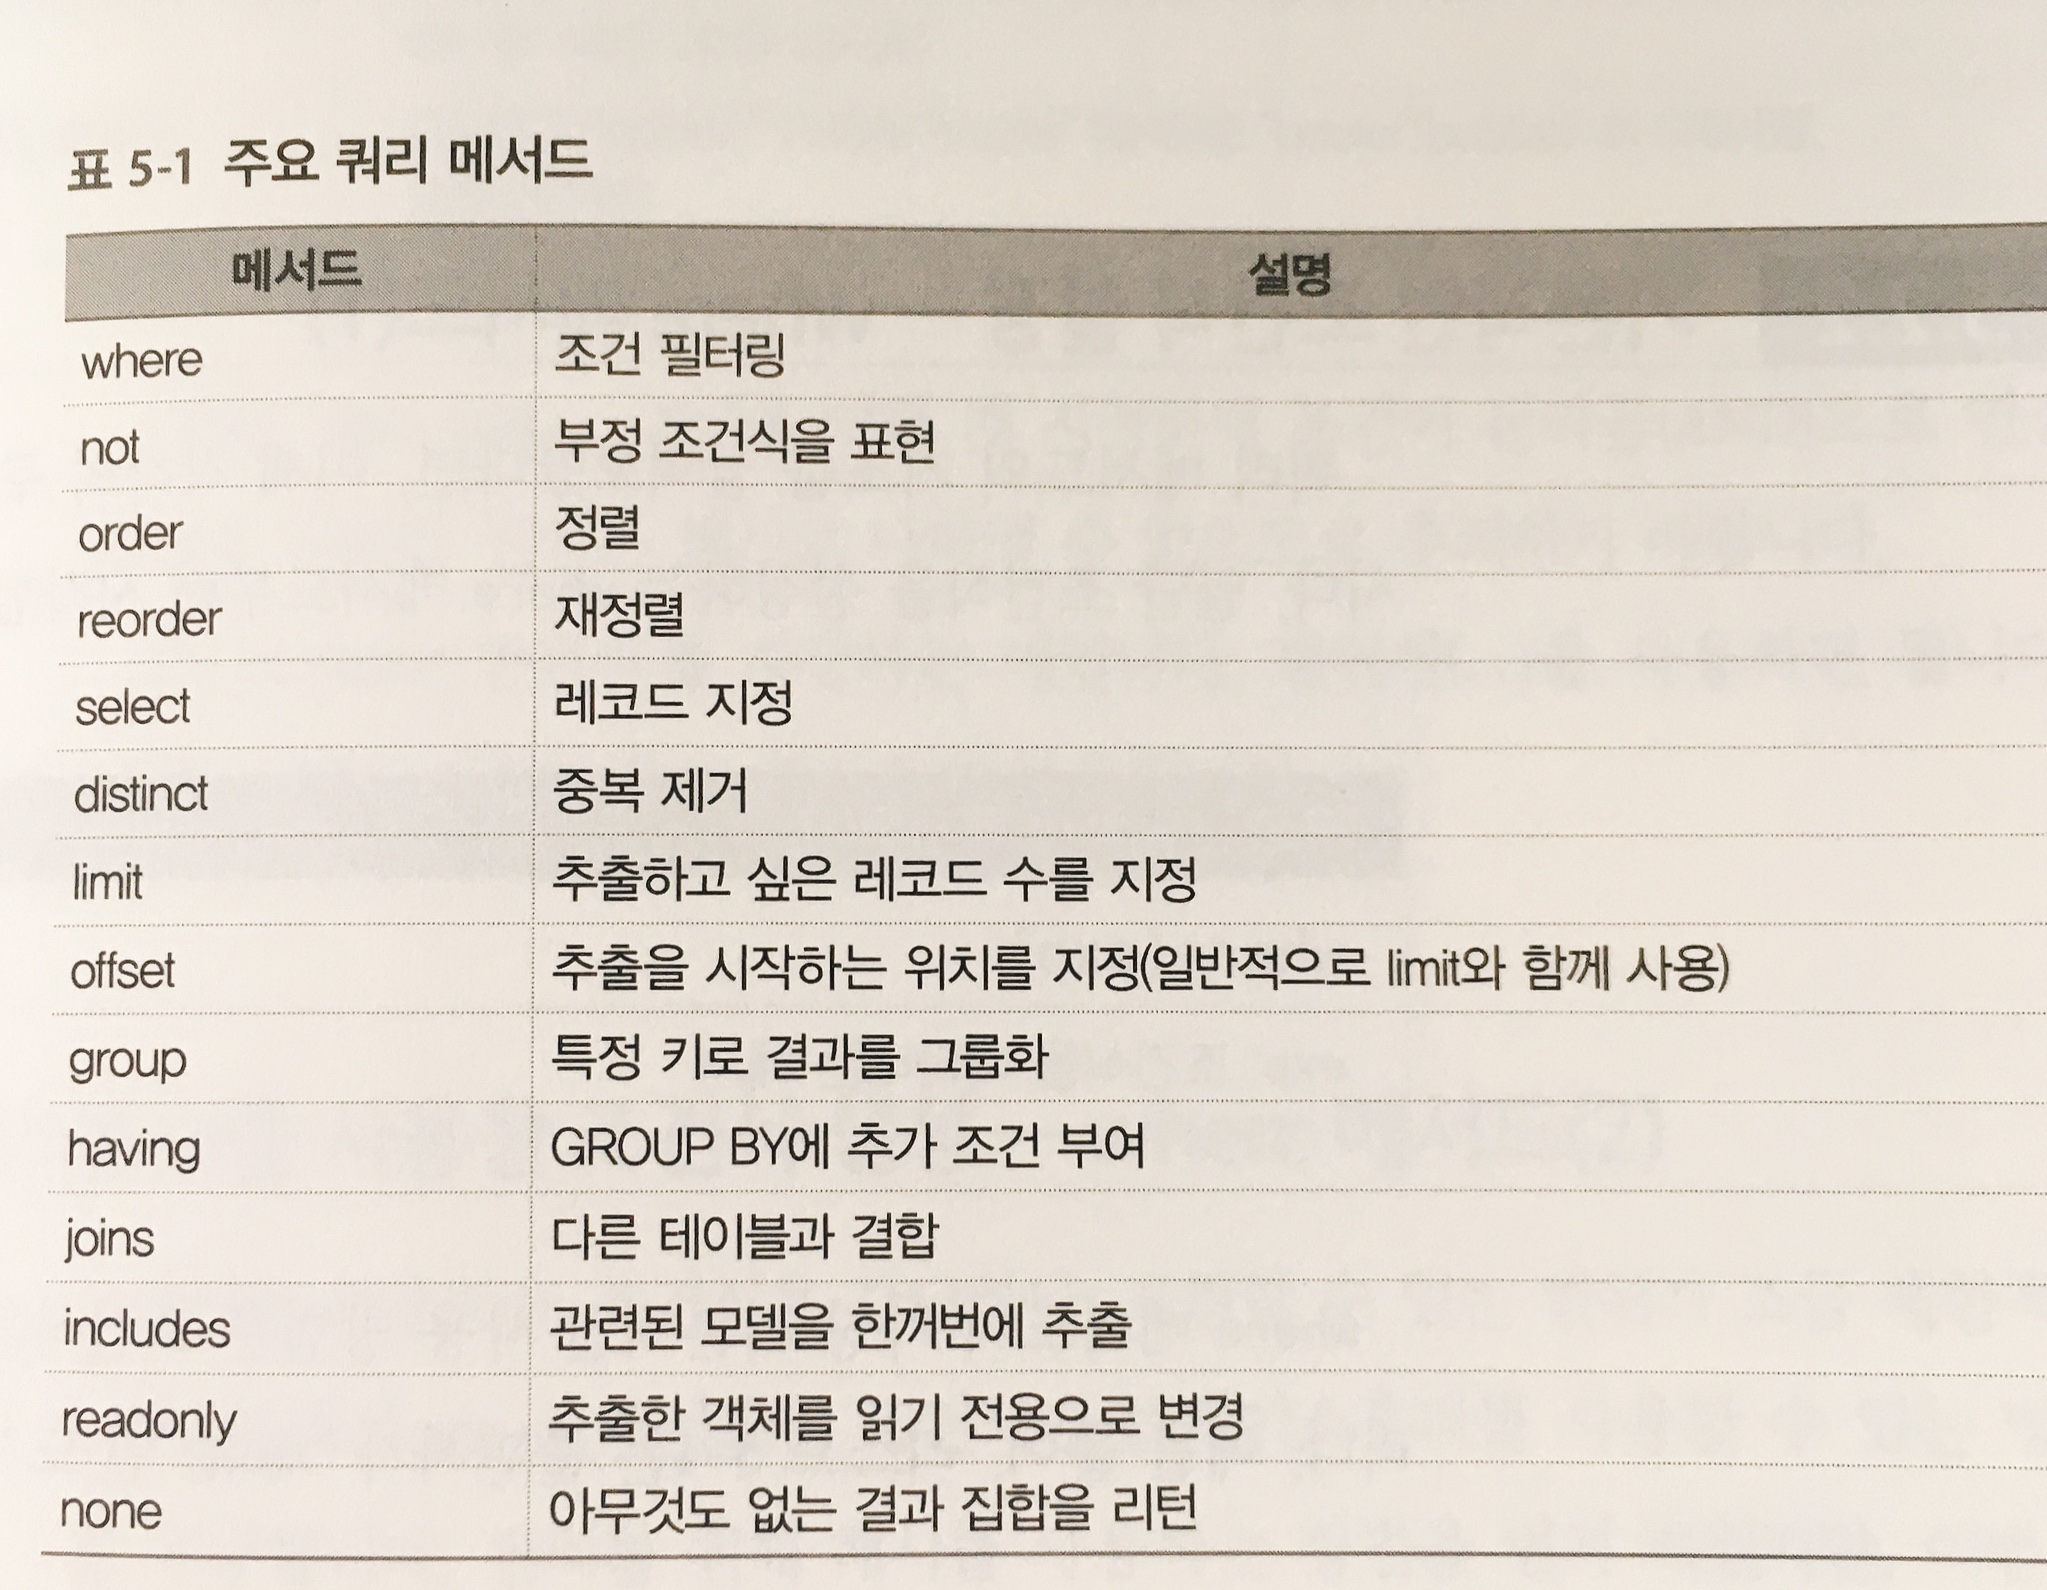 표 5-1 주요 쿼리 메서드
메서드 설명
where 조건 필터링
not 부정 조건식을 표현
order 정렬
reorder 재정렬
select 레코드 지정
distinct 중복 제거
limit 추출하고 싶은 레코드 수를 지정
offset 추출을 시작하는 위치를 지정(일반적으로 limit와 함께 사용)
group 특정 키로 결과를 그룹화
having GROUP BY에 추가 조건 부여
joins 다른 테이블과 결합
includes 관련된 모델을 한꺼번에 추출
readonly 추출한 객체를 읽기 전용으로 변경
none 아무것도 없는 결과 집합을 리턴